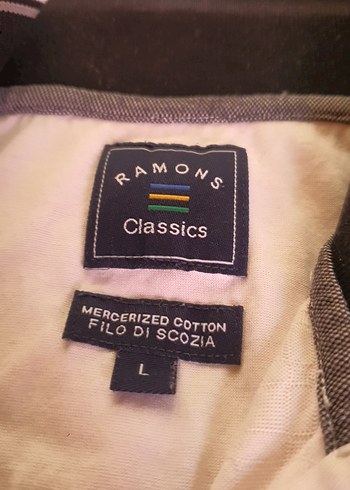 RAMONS
Classics
MERCERIZED COTTON
FILO DI SCOZIA
L